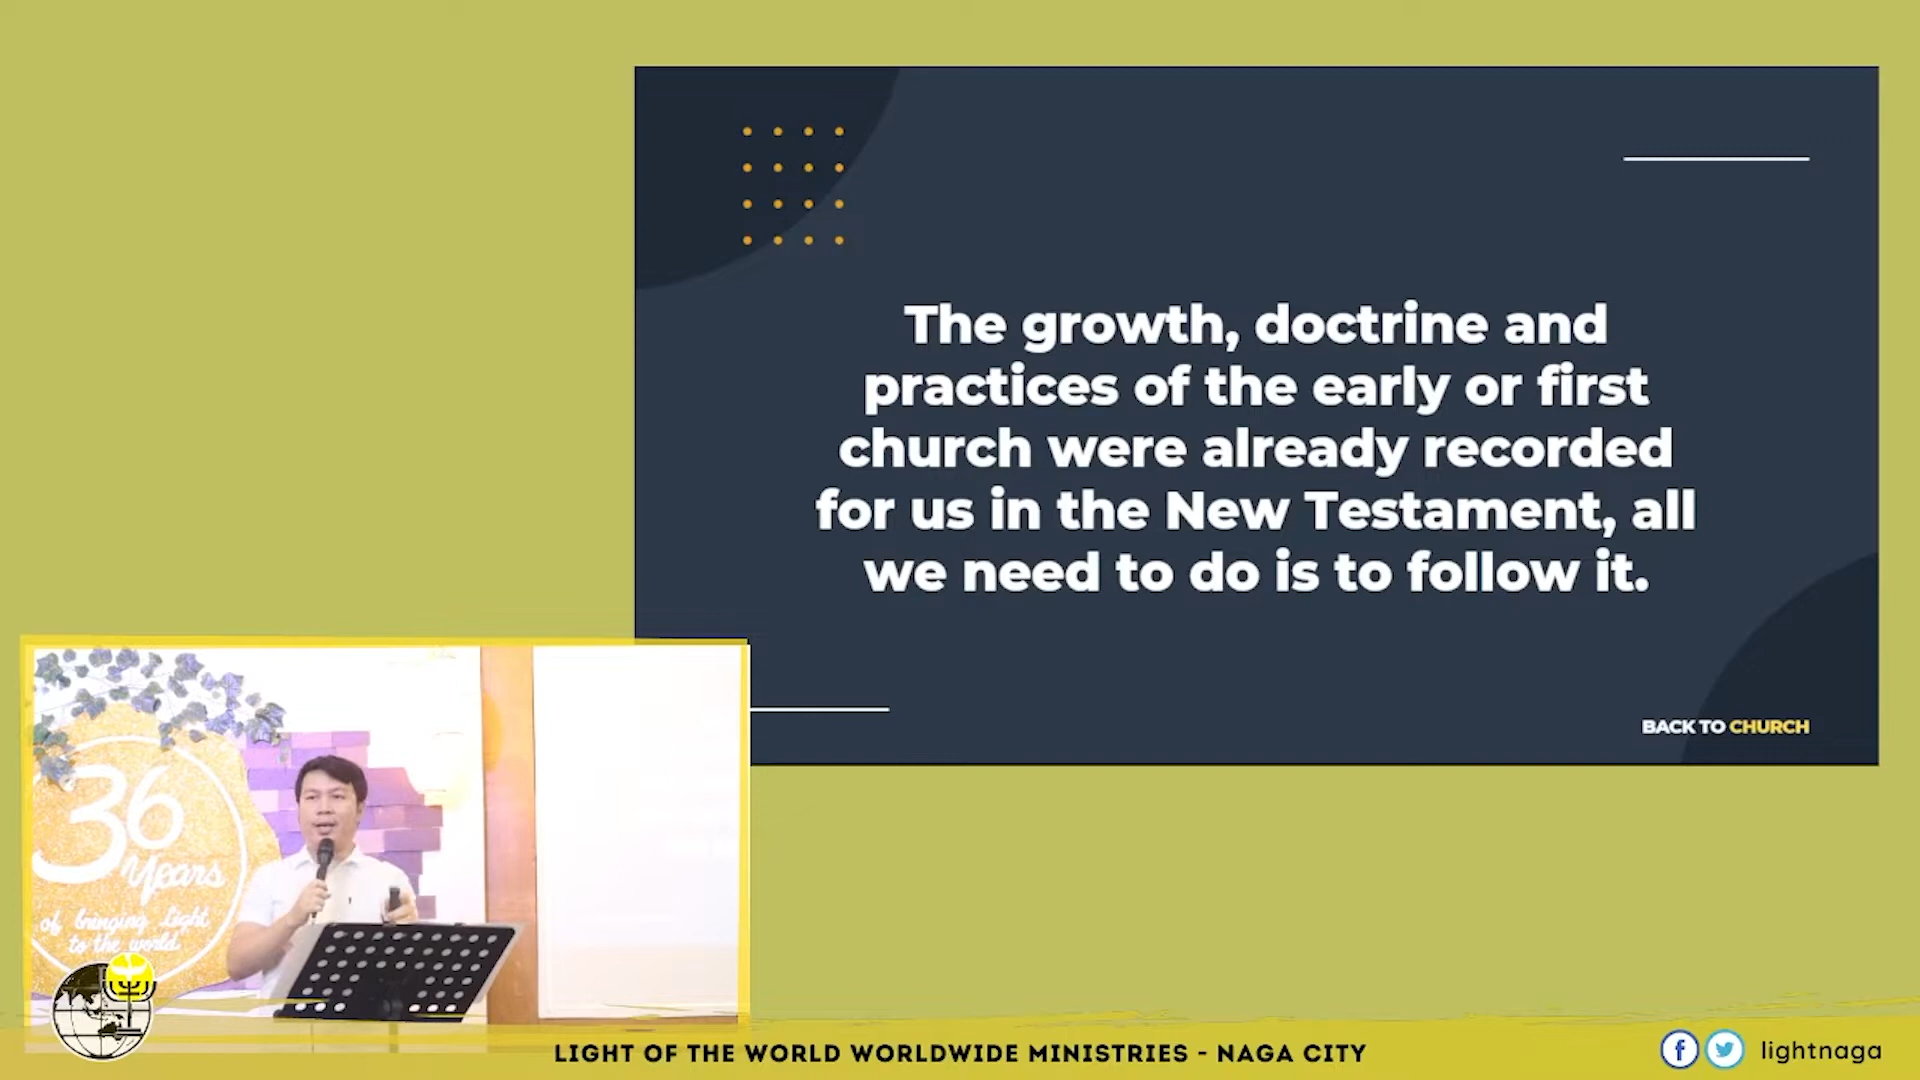 The growth, doctrine and
practices of the early or first
church were already recorded
for us in the New Testament, all
we need to do is to follow it.
BACK TO CHURCH
36
Years
of bringing Light
to the world
LIGHT OF THE WORLD WORLDWIDE MINISTRIES - NAGA CITY
lightnaga